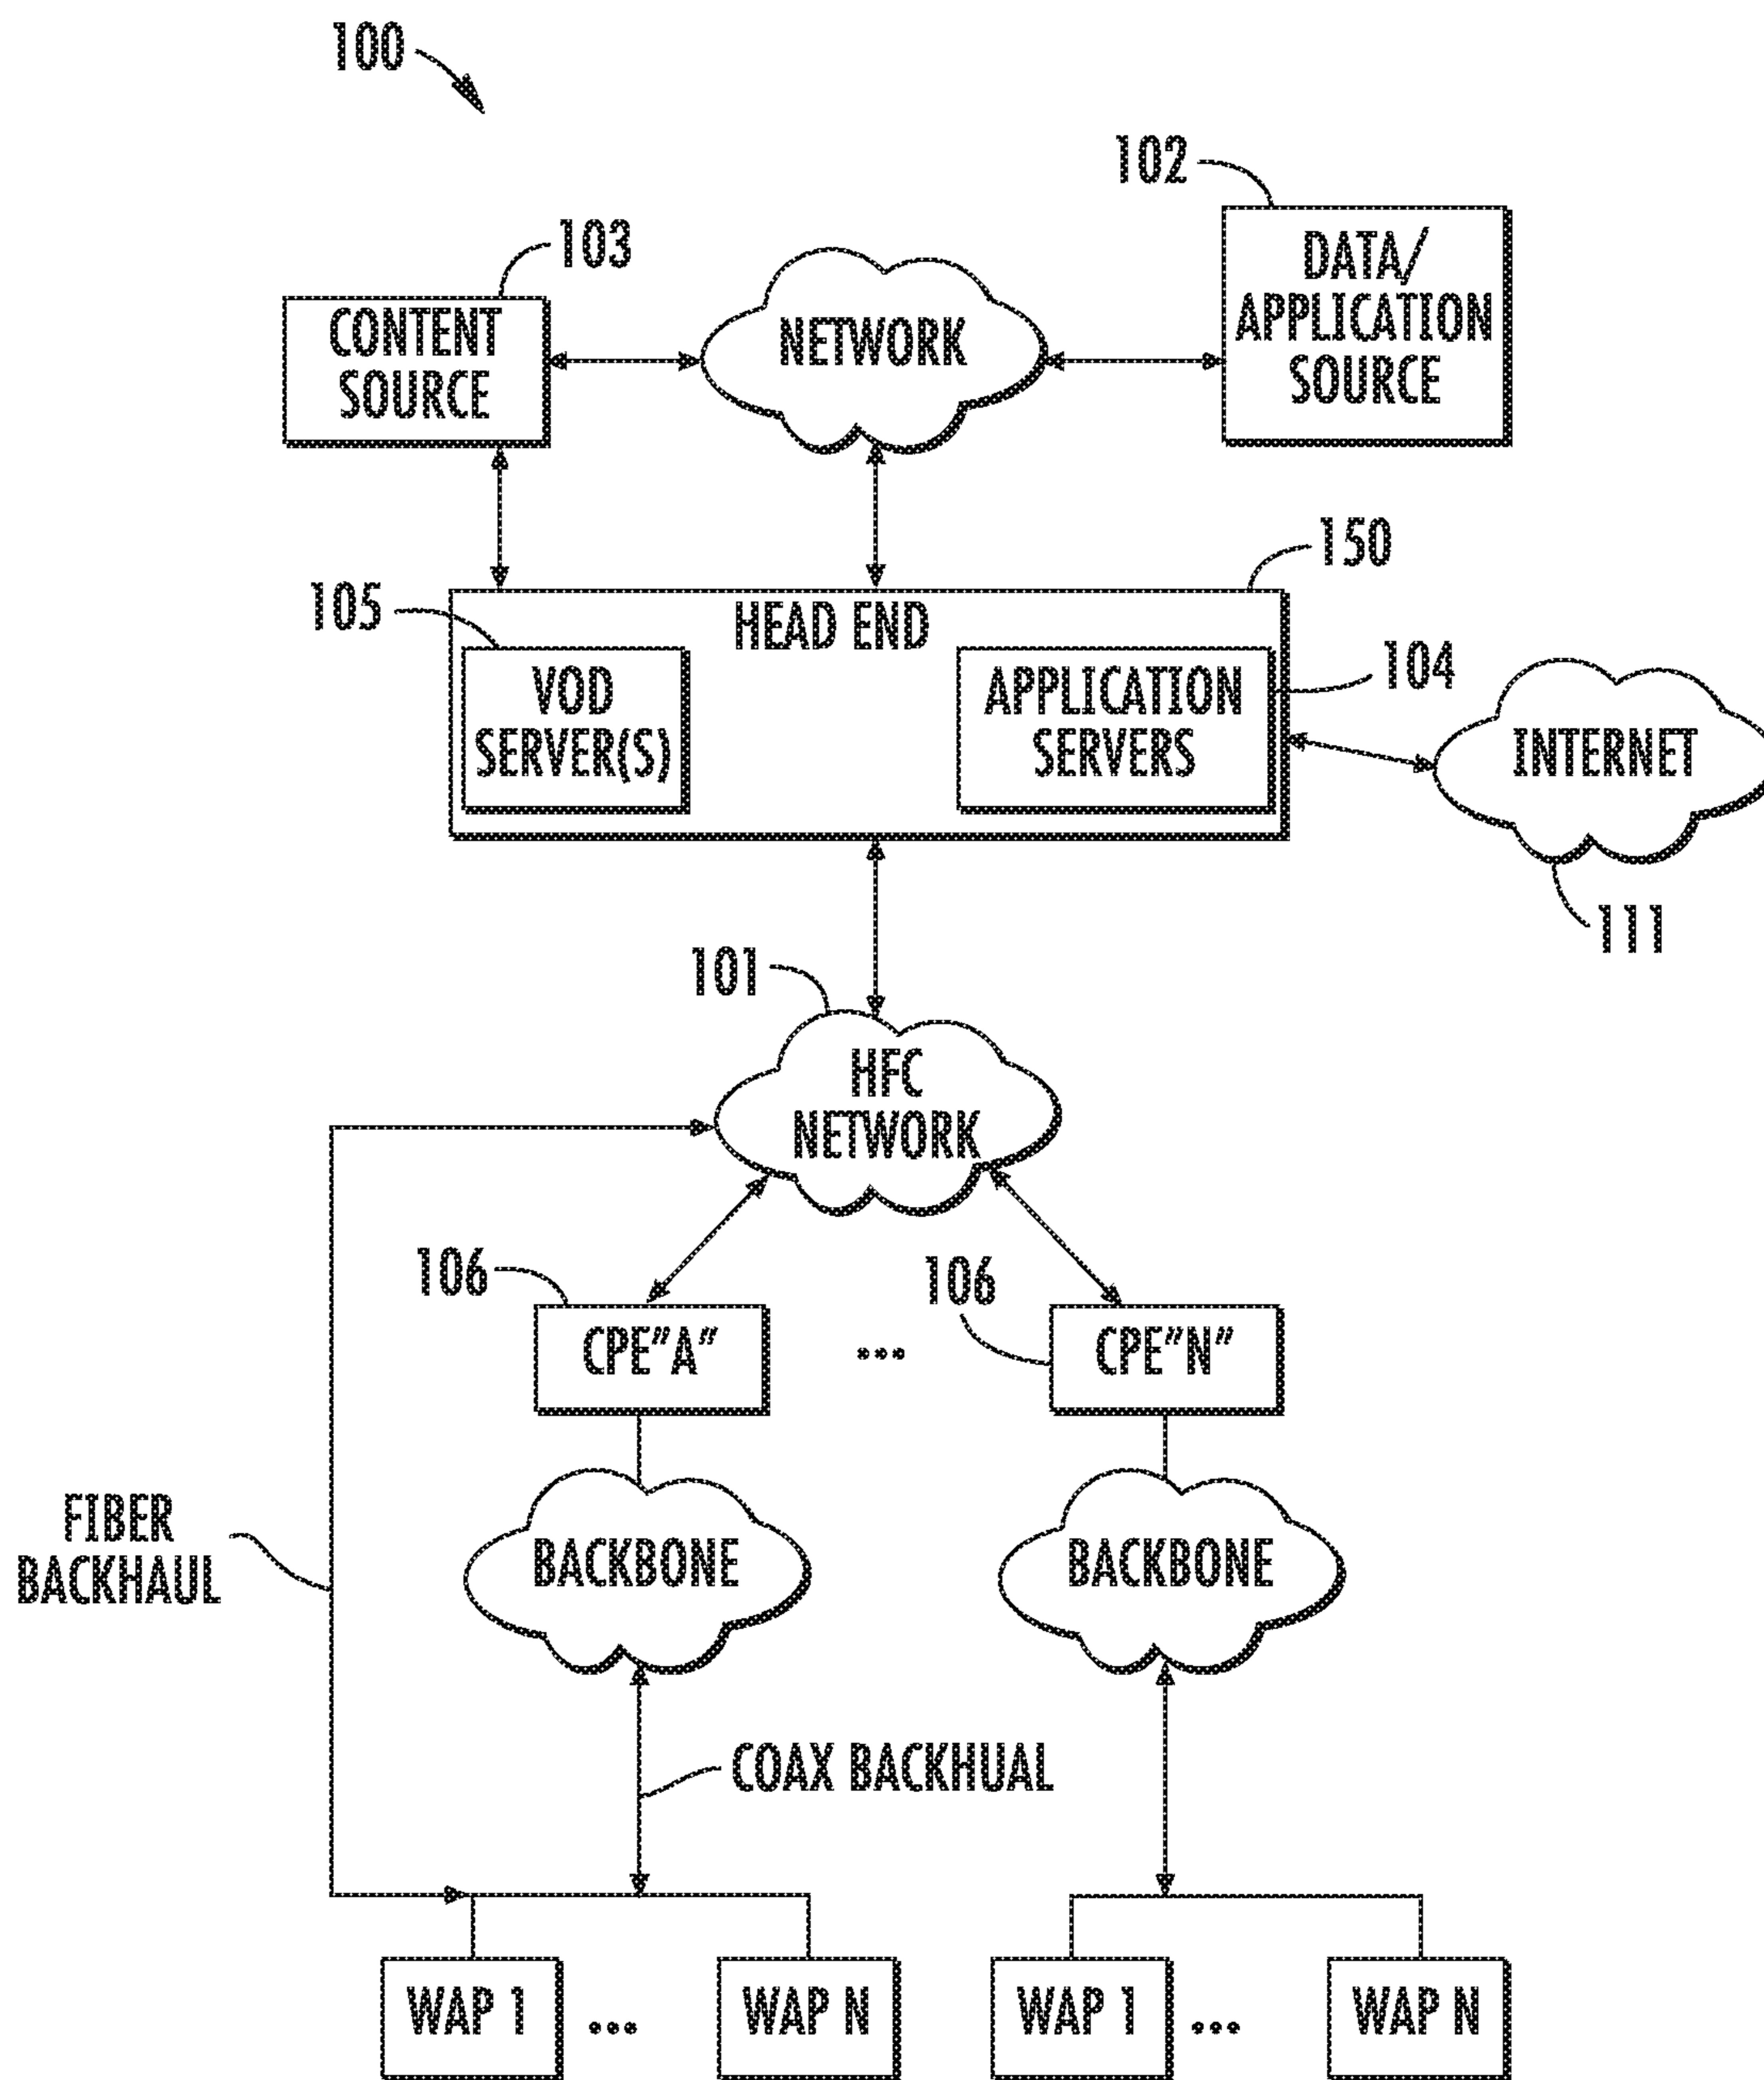 100
102
103
DATA/
APPLICATION
SOURCE
CONTENT
SOURCE
NETWORK
150
105
HEAD END
104
VOD
SERVER(S)
APPLICATION
SERVERS
INTERNET
111
101
HFC
NETWORK
106
106
CPE"A"
...
CPE"N"
FIBER
BACKHAUL
BACKBONE
BACKBONE
COAX BACKHUAL
WAP 1
...
WAP N
WAP 1
...
WAP N